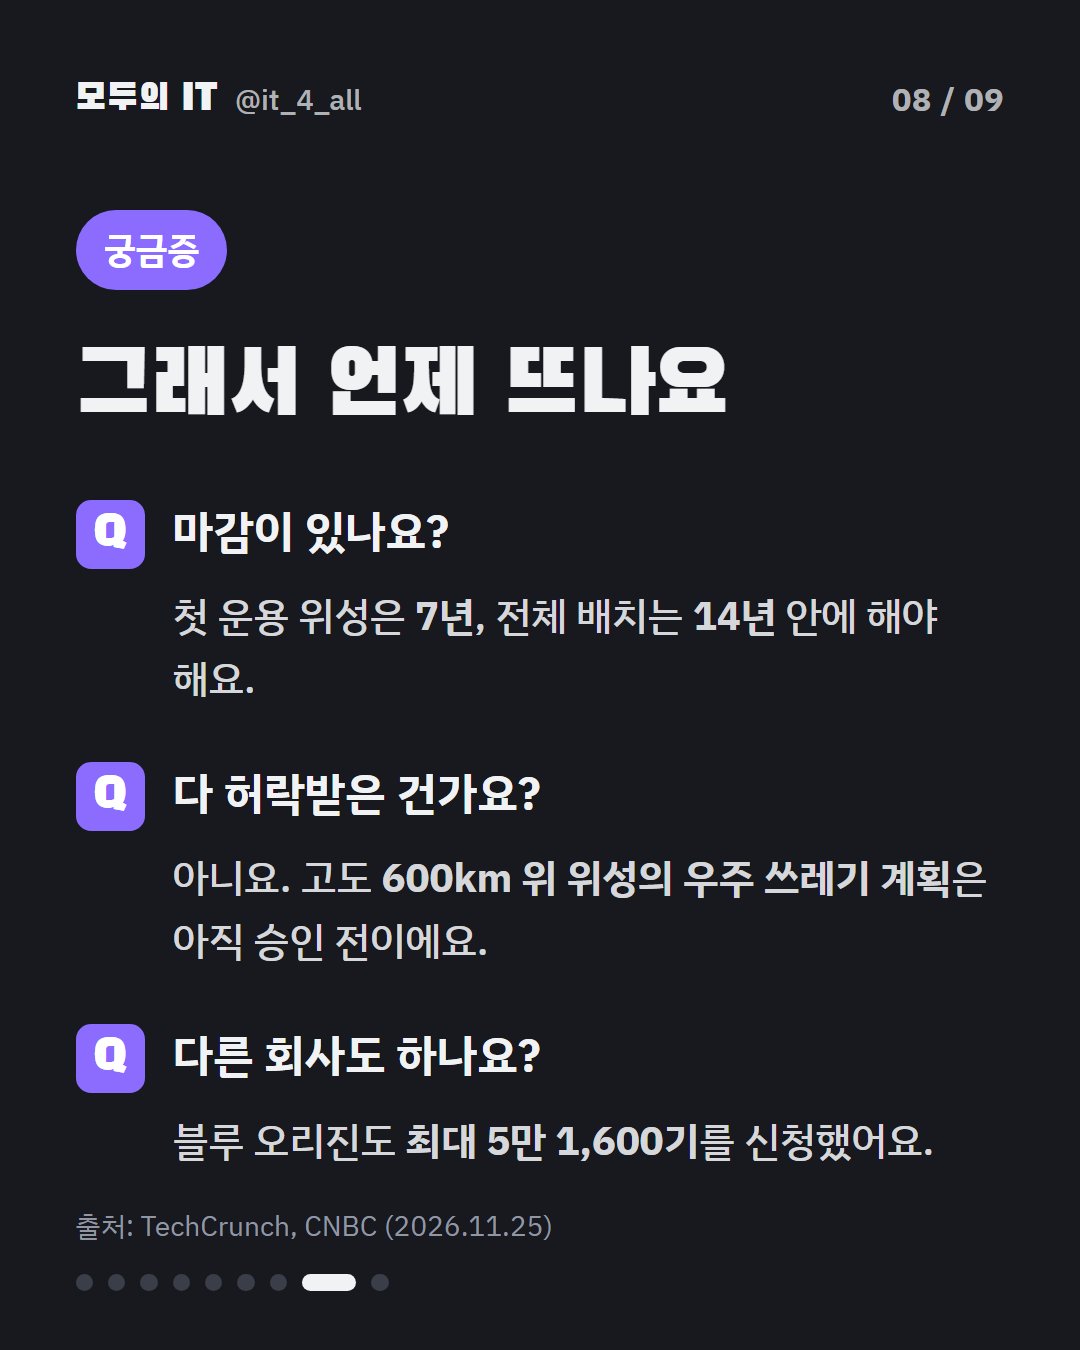 모두의 IT @it_4_all 08 / 09
궁금증
그래서 언제 뜨나요
Q 마감이 있나요?
첫 운용 위성은 7년, 전체 배치는 14년 안에 해야
해요.
Q 다 허락받은 건가요?
아니요. 고도 600km 위 위성의 우주 쓰레기 계획은
아직 승인 전이에요.
Q 다른 회사도 하나요?
블루 오리진도 최대 5만 1,600기를 신청했어요.
출처: TechCrunch, CNBC (2026.11.25)